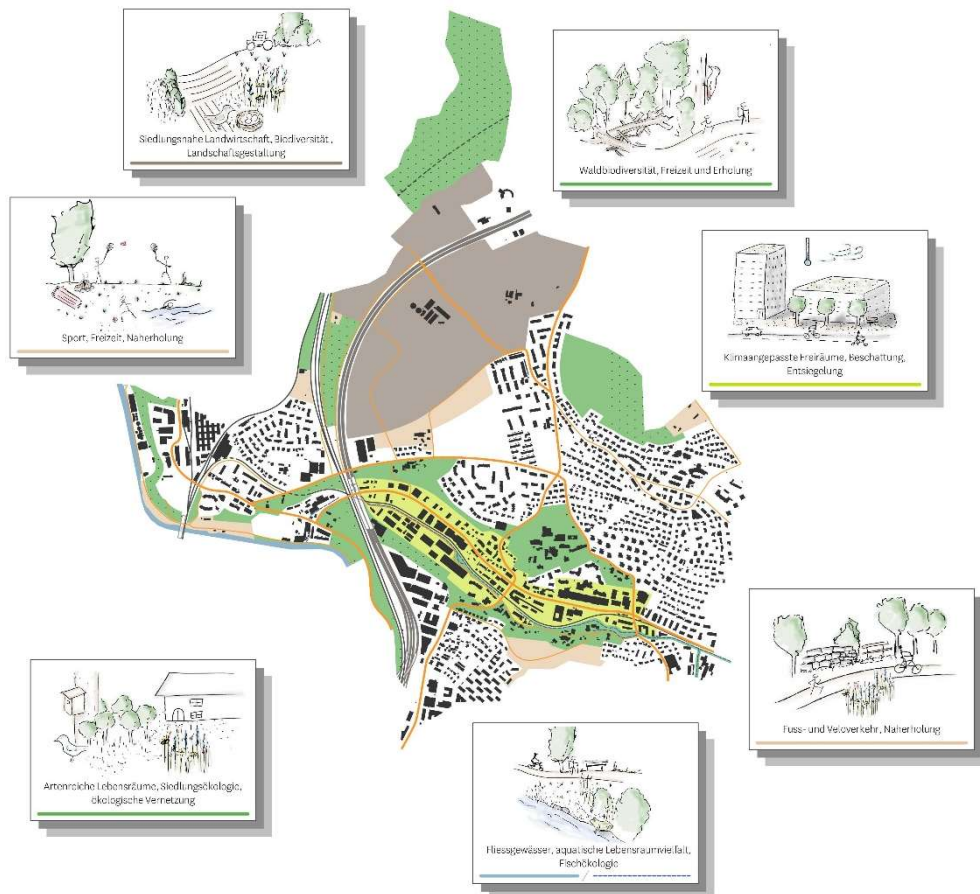 Siedlungsnahe Landwirtschaft, Biodiversität,
Landschaftsgestaltung
Waldbiodiversität, Freizeit und Erholung
Sport, Freizeit, Naherholung
Klimaangepasste Freiräume, Beschattung,
Entsiegelung
Fuss- und Veloverkehr, Naherholung
Artenreiche Lebensräume, Siedlungsökologie,
ökologische Vernetzung
Fliessgewässer, aquatische Lebensraumvielfalt,
Fischökologie